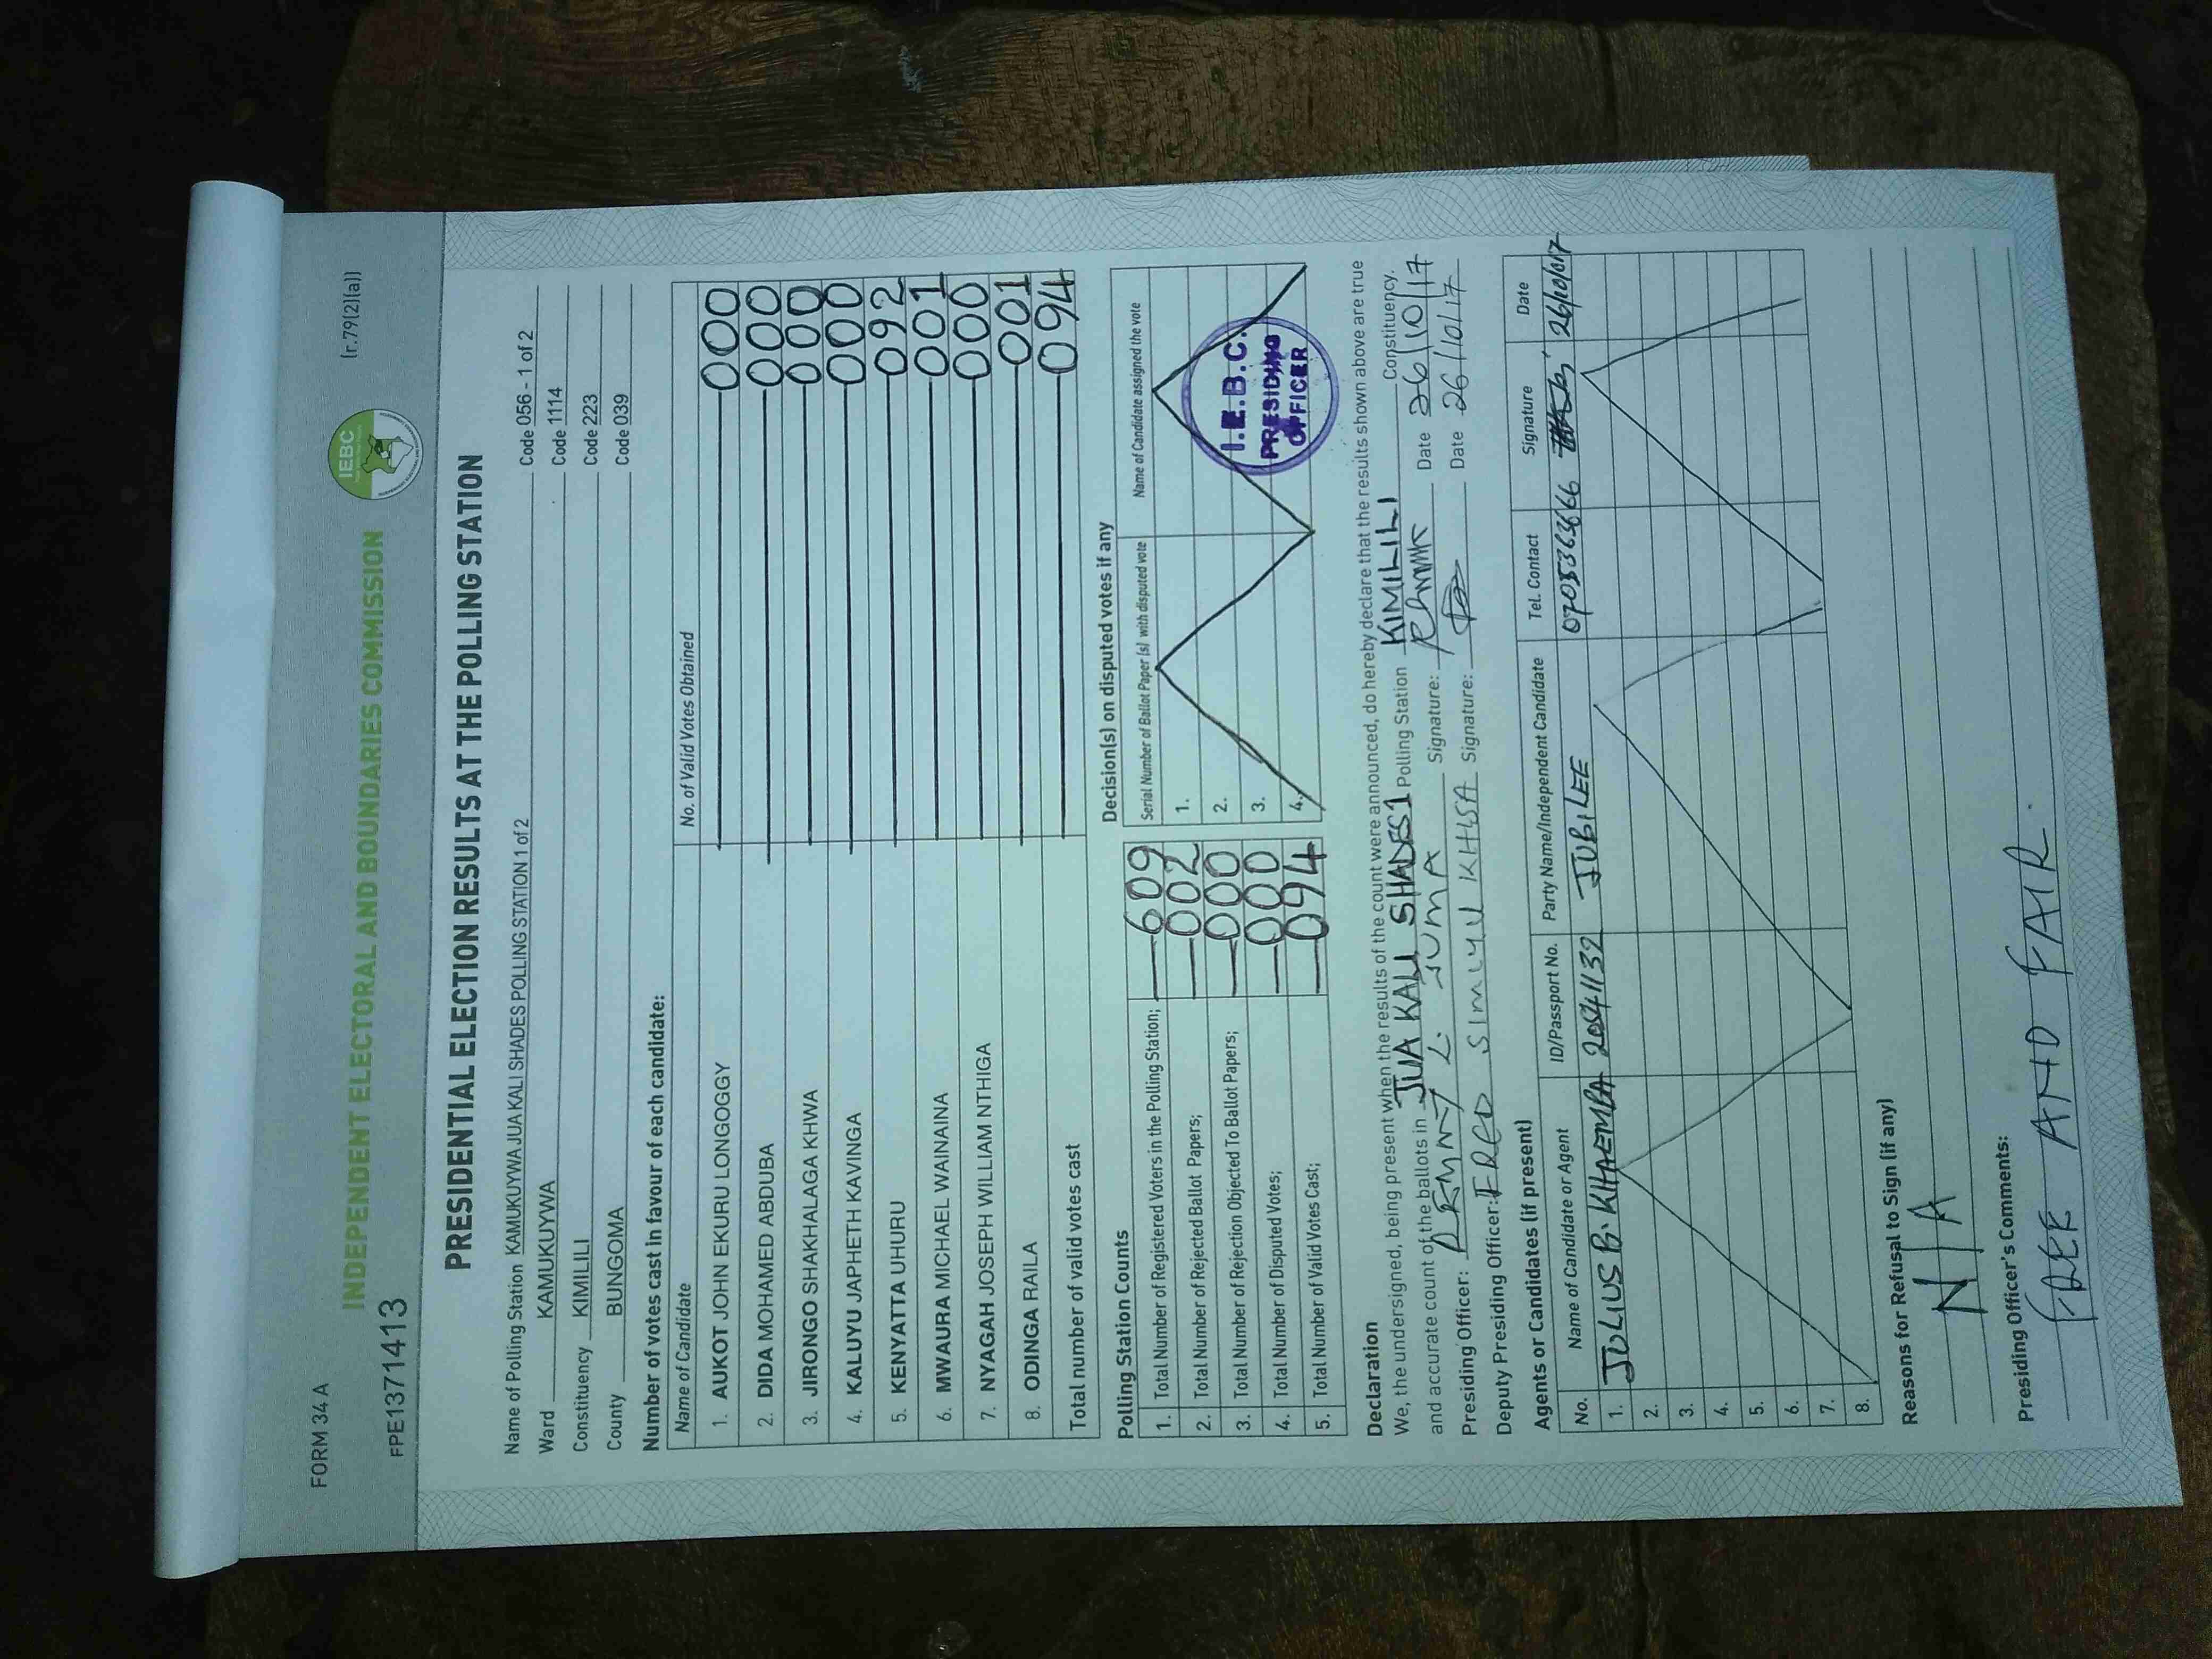 FORM 34 A
(r.79(2)(a))
INDEPENDENT ELECTORAL AND BOUNDARIES COMMISSION
IEBC
FPE13714413
PRESIDENTIAL ELECTION RESULTS AT THE POLLING STATION
Name of Polling Station KAMUKUYWA JUA KALI SHADES POLLING STATION 1 of 2 Code 056 - 1 of 2
Ward KAMUKUYWA Code 1114
Constituency KIMILILI Code 223
County BUNGOMA Code 039
Number of votes cast in favour of each candidate:
Name of Candidate No. of Valid Votes Obtained
1. AUKOT JOHN EKURU LONGOGGY 000
2. DIDA MOHAMED ABDUBA 000
3. JIRONGO SHAKHALAGA KHWA 000
4. KALUYU JAPHETH KAVINGA 000
5. KENYATTA UHURU 092
6. MWAURA MICHAEL WAINAINA 001
7. NYAGAH JOSEPH WILLIAM NTHIGA 000
8. ODINGA RAILA 001
Total number of valid votes cast 094
Polling Station Counts
1. Total Number of Registered Voters in the Polling Station; 609
2. Total Number of Rejected Ballot Papers; 002
3. Total Number of Rejection Objected To Ballot Papers; 000
4. Total Number of Disputed Votes; 000
5. Total Number of Valid Votes Cast; 094
Decision(s) on disputed votes if any
Serial Number of Ballot Paper (s) with disputed vote Name of Candidate assigned the vote
1.
2.
3.
4.
I.E.B.C.
PRESIDING
OFFICER
Declaration
We, the undersigned, being present when the results of the count were announced, do hereby declare that the results shown above are true
and accurate count of the ballots in JUA KALI SHADES 1 Polling Station KIMILILI Constituency.
Presiding Officer: REMMY L. JUMA Signature: Date 26/10/17
Deputy Presiding Officer: FRED SIMIYU KHISA Signature: Date 26/10/17
Agents or Candidates (if present)
No. Name of Candidate or Agent ID/Passport No. Party Name/Independent Candidate Tel. Contact Signature Date
1. JULIUS B. KHAEMBA JUBILEE
2.
3.
4.
5.
6.
7.
8.
Reasons for Refusal to Sign (if any)
N/A
Presiding Officer's Comments:
FREE AND FAIR.